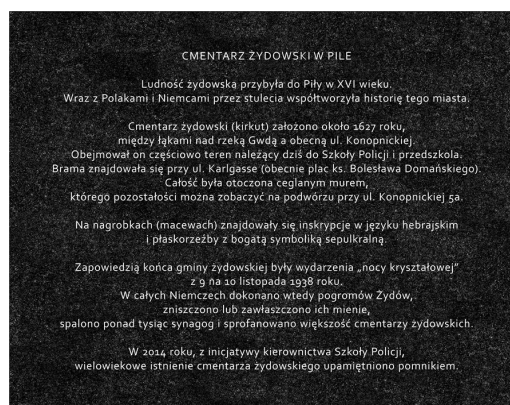 CMENTARZ ŻYDOWSKI W PILE
Ludność żydowska przybyła do Piły w XVI wieku.
Wraz z Polakami i Niemcami przez stulecia współtworzyła historię tego miasta.
Cmentarz żydowski (kirkut) założono około 1627 roku,
między łąkami nad rzeką Gwdą a obecną ul. Konopnickiej.
Obejmował on częściowo teren należący dziś do Szkoły Policji i przedszkola.
Brama znajdowała się przy ul. Karlgasse (obecnie plac ks. Bolesława Domańskiego).
Całość była otoczona ceglanym murem,
którego pozostałości można zobaczyć na podwórzu przy ul. Konopnickiej 5a.
Na nagrobkach (macewach) znajdowały się inskrypcje w języku hebrajskim
i płaskorzeźby z bogatą symboliką sepulkralną.
Zapowiedzią końca gminy żydowskiej były wydarzenia „nocy kryształowej”
z 9 na 10 listopada 1938 roku.
W całych Niemczech dokonano wtedy pogromów Żydów,
zniszczono lub zawłaszczono ich mienie,
spalono ponad tysiąc synagog i sprofanowano większość cmentarzy żydowskich.
W 2014 roku, z inicjatywy kierownictwa Szkoły Policji,
wielowiekowe istnienie cmentarza żydowskiego upamiętniono pomnikiem.